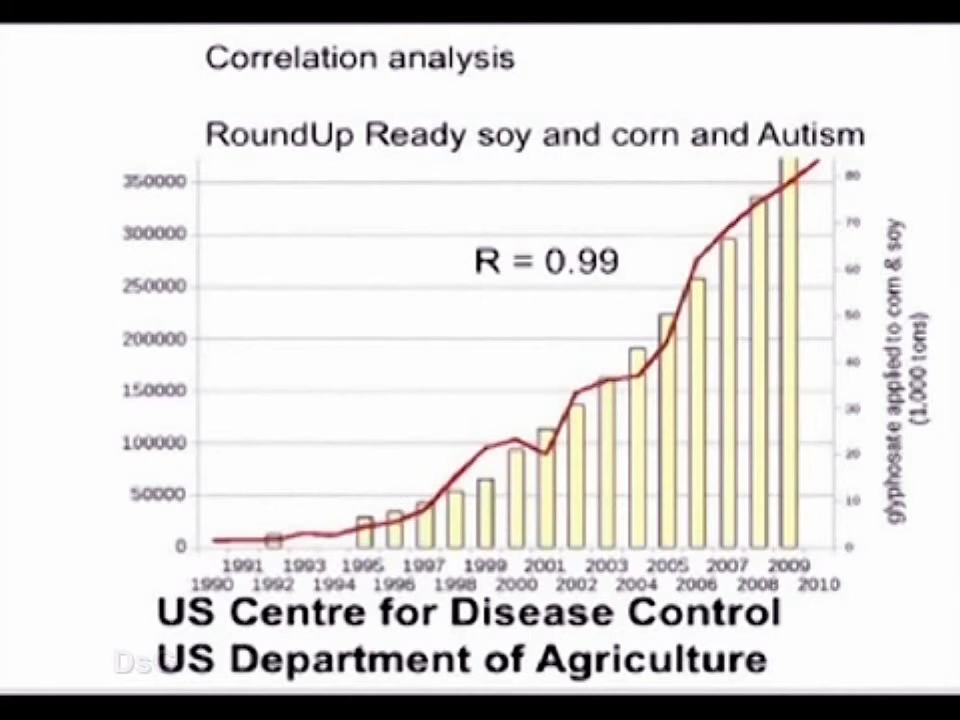 Correlation analysis
RoundUp Ready soy and corn and Autism
350000
300000
250000
200000
150000
100000
50000
0
R = 0.99
80
70
60
50
40
30
20
10
0
glyphosate applied to corn & soy
(1,000 tons)
1991 1993 1995 1997 1999 2001 2003 2005 2007 2009
1990 1992 1994 1996 1998 2000 2002 2004 2006 2008 2010
US Centre for Disease Control
US Department of Agriculture